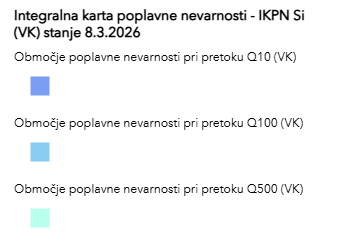 Integralna karta poplavne nevarnosti - IKPN Si
(VK) stanje 8.3.2026
Območje poplavne nevarnosti pri pretoku Q10 (VK)
Območje poplavne nevarnosti pri pretoku Q100 (VK)
Območje poplavne nevarnosti pri pretoku Q500 (VK)